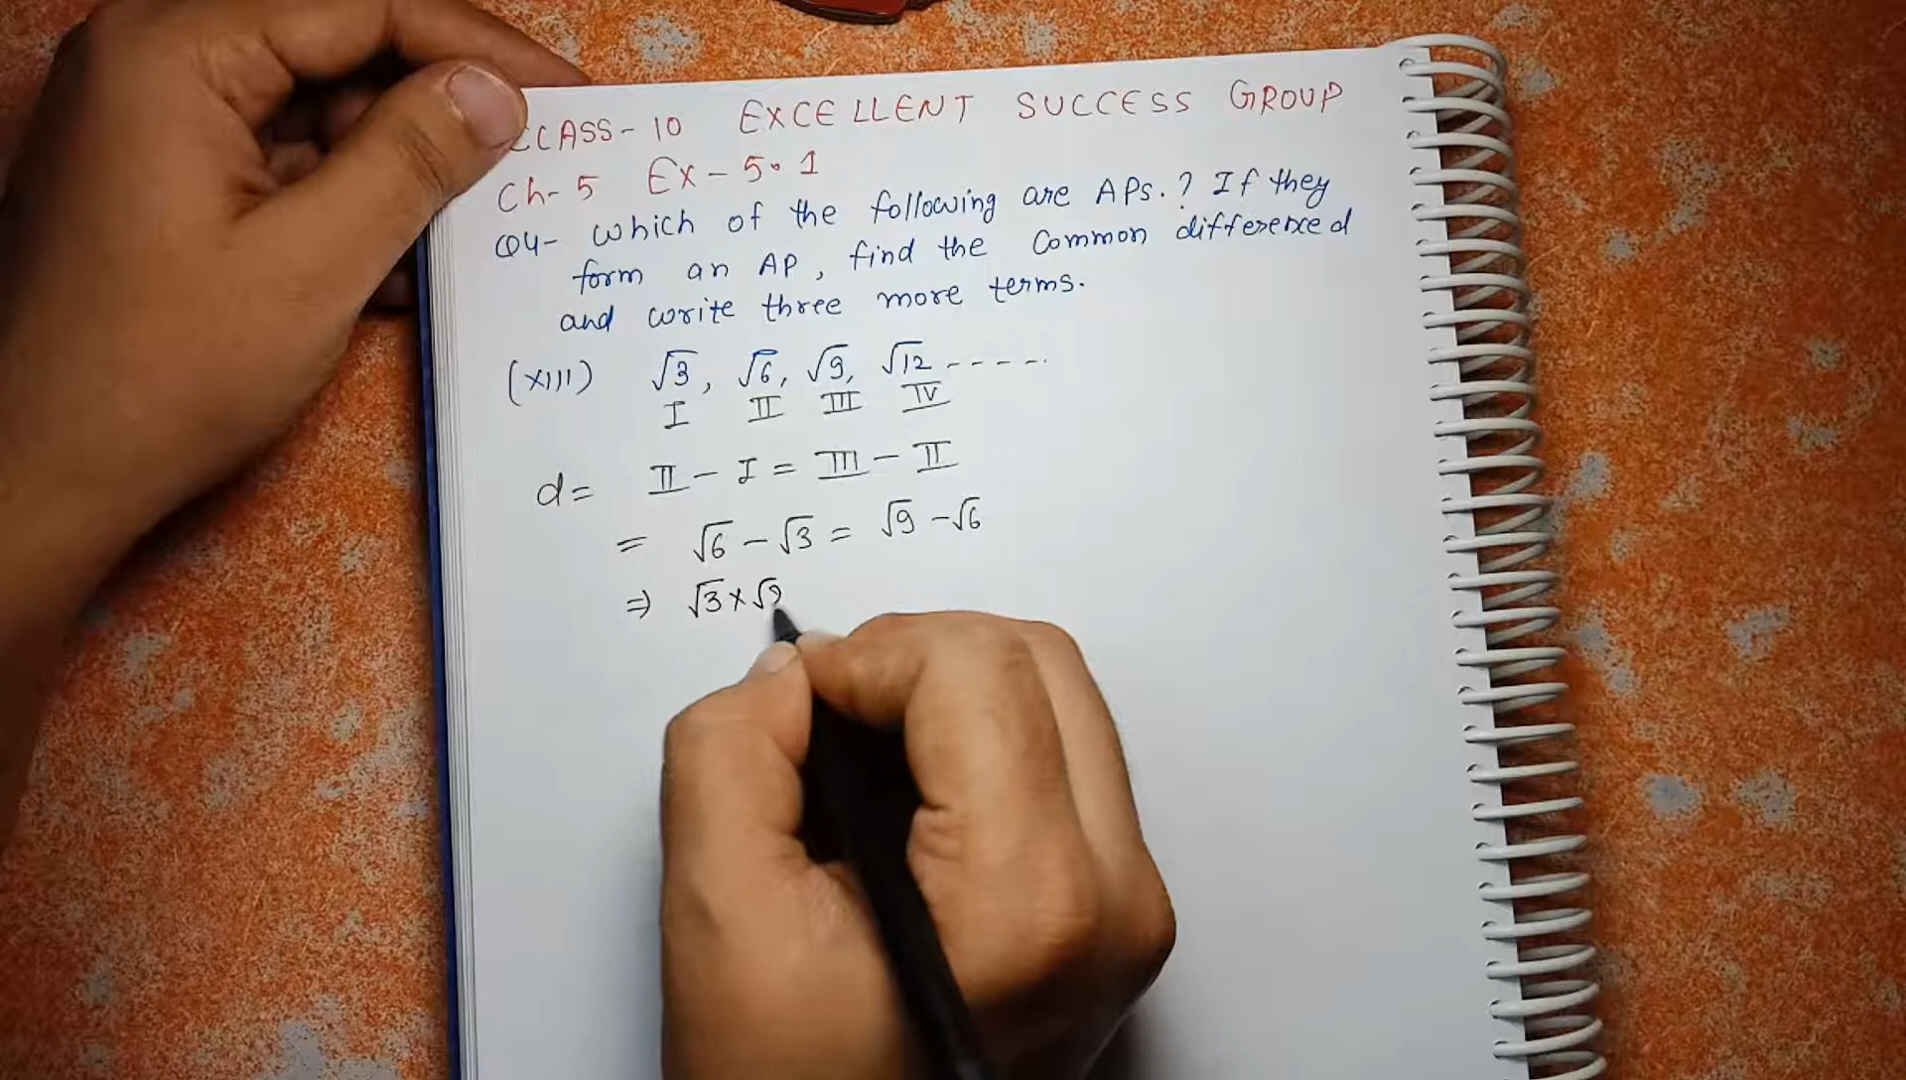 CLASS-10 EXCELLENT SUCCESS GROUP
Ch-5 Ex-5.1
Q4- which of the following are APs.? If they
form an AP, find the Common difference d
and write three more terms.
(XIII) √3, √6, √9, √12 -----
I II III IV
d= II - I = III - II
= √6 - √3 = √9 - √6
⇒ √3 × √